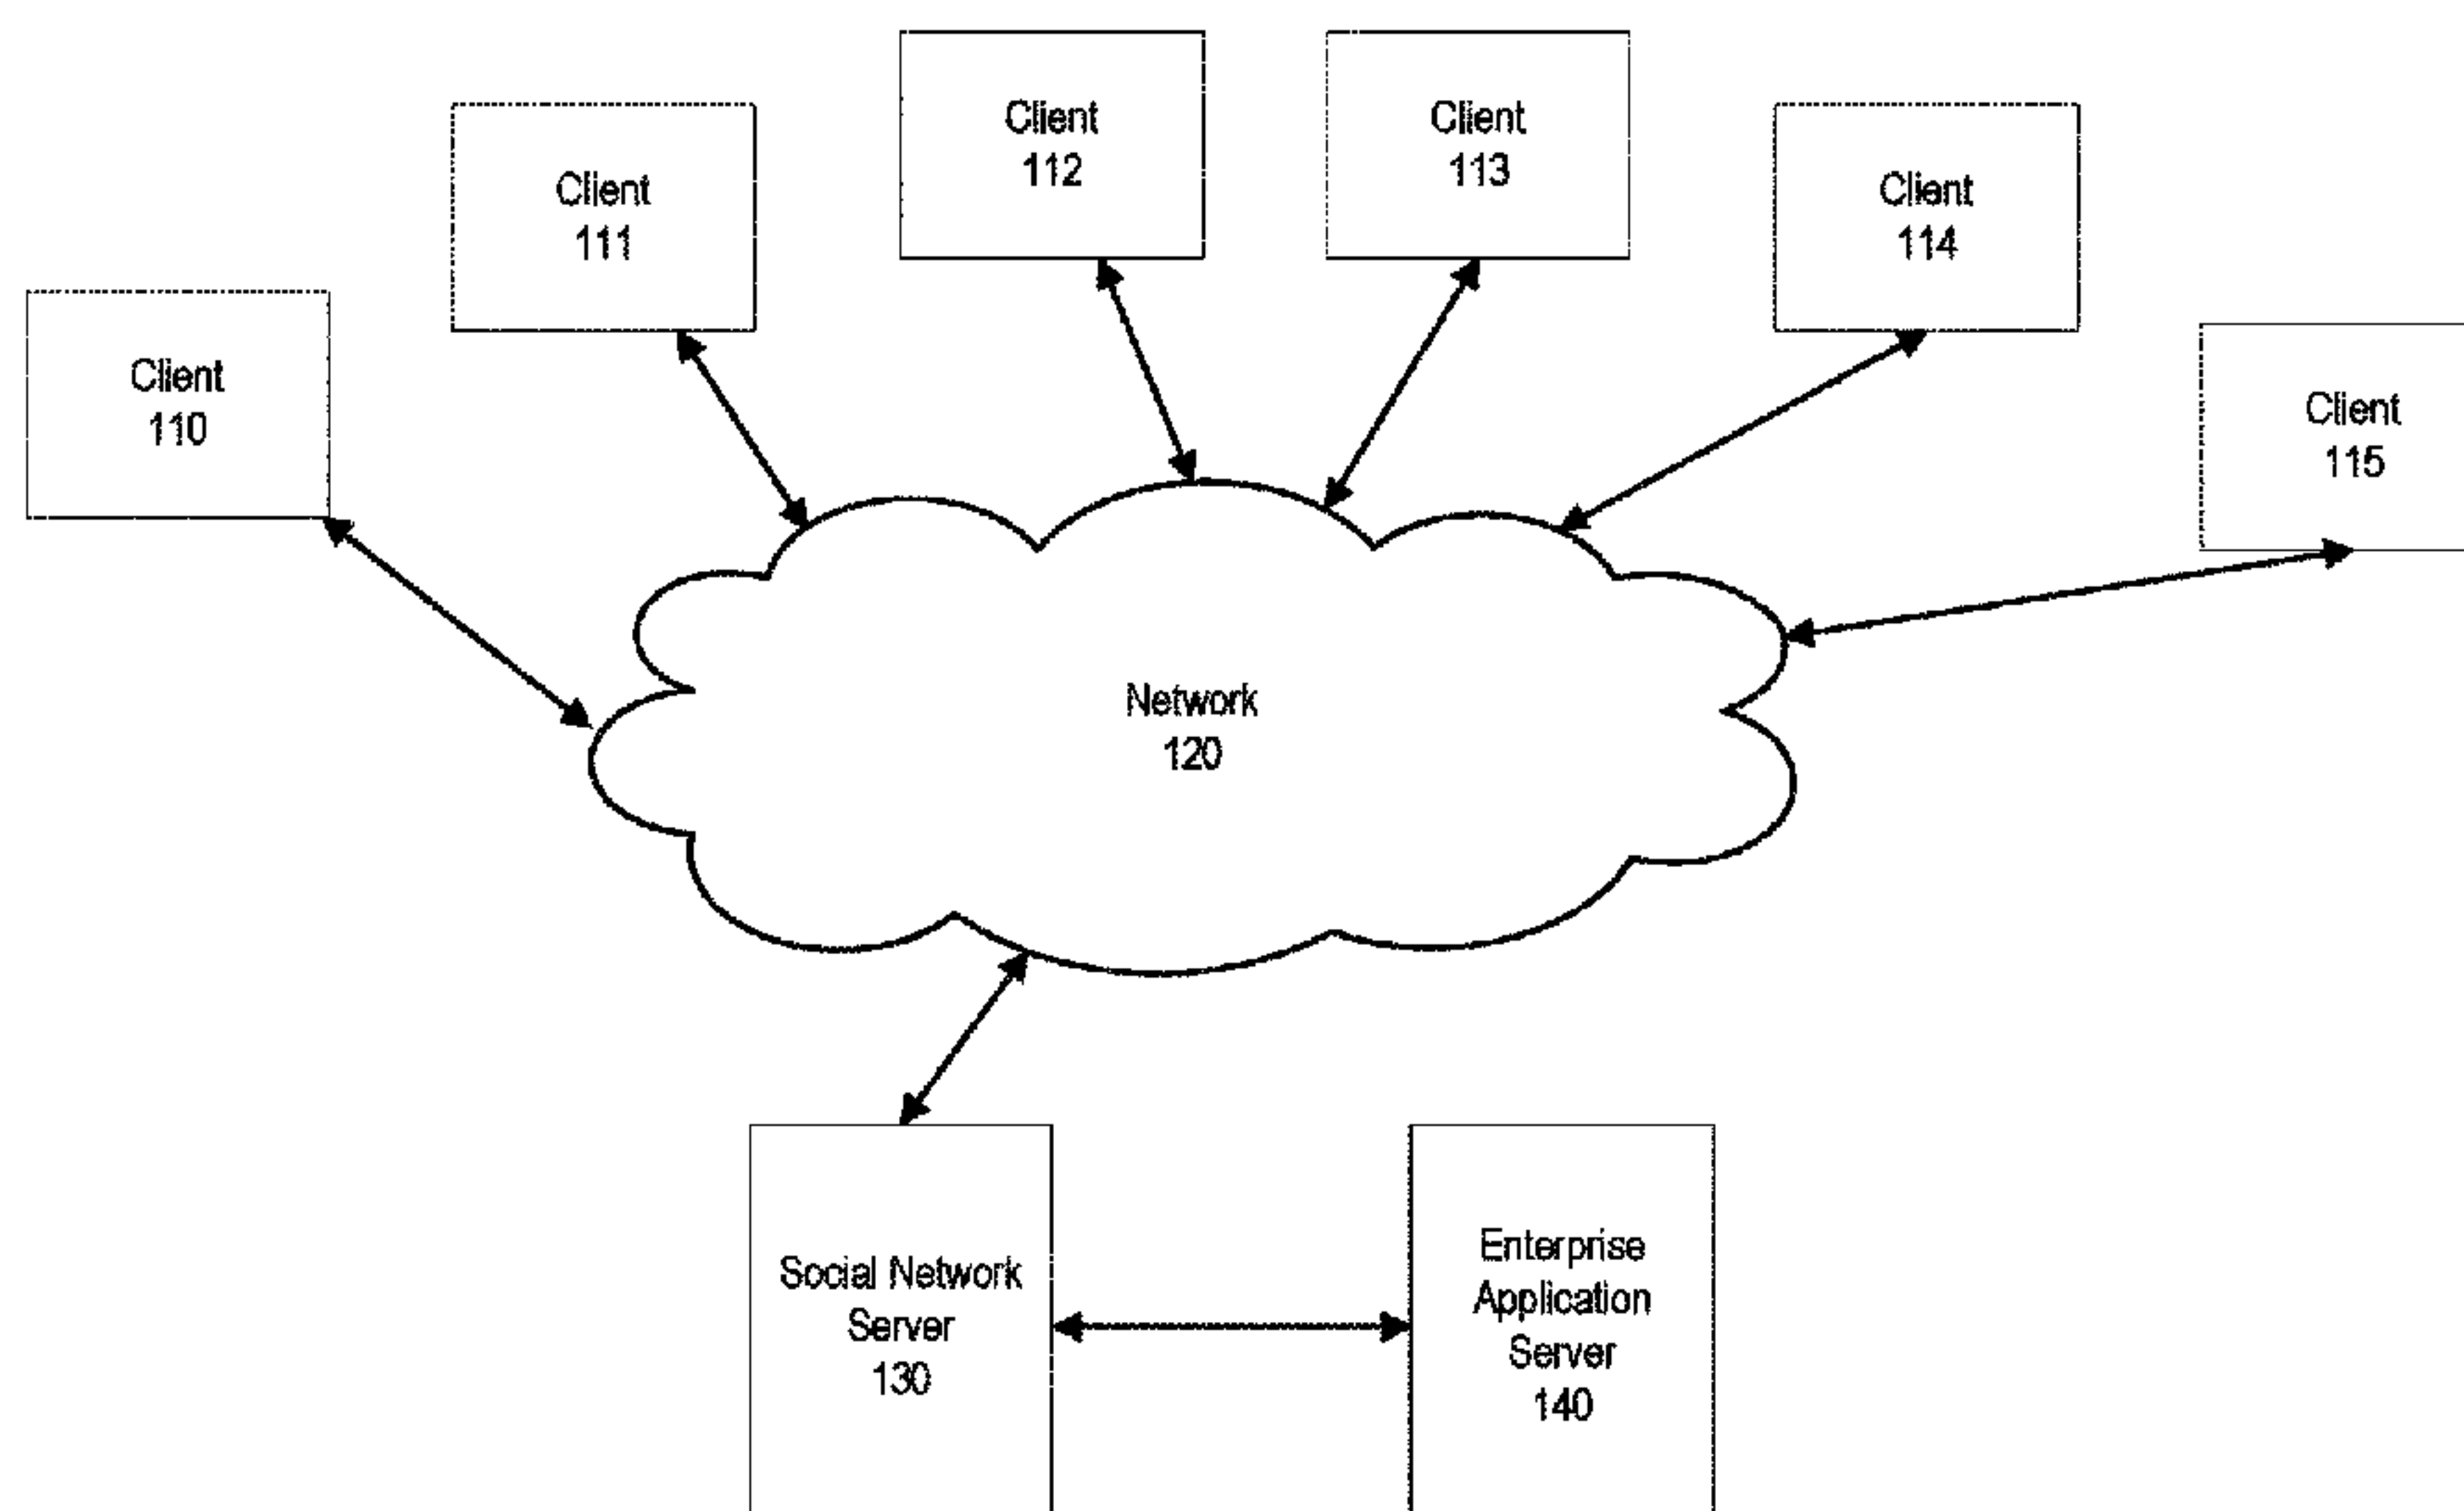 Client
112
Client
113
Client
111
Client
114
Client
110
Client
115
Network
120
Social Network
Server
130
Enterprise
Application
Server
140